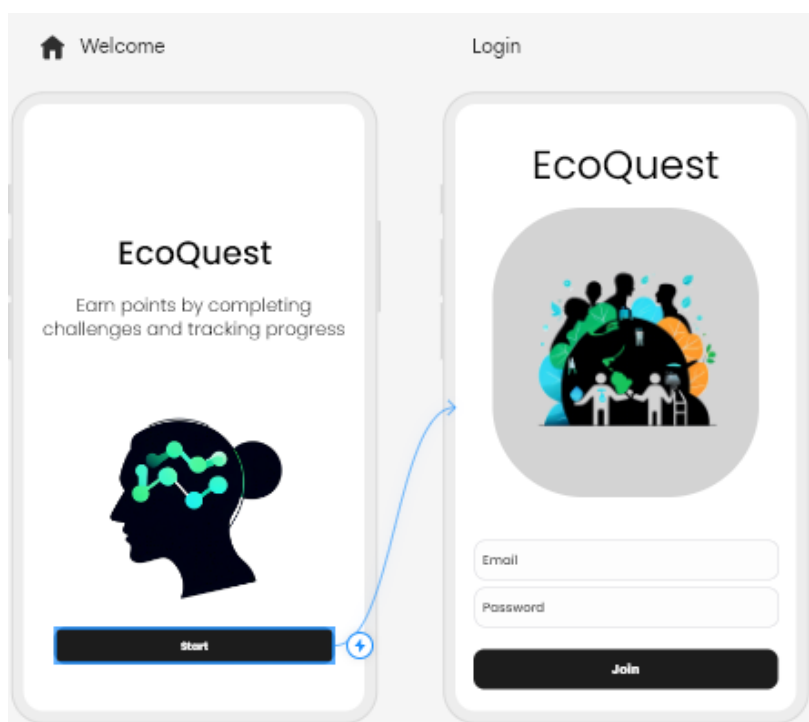 Welcome
Login
EcoQuest
Earn points by completing
challenges and tracking progress
Start
EcoQuest
Email
Password
Join